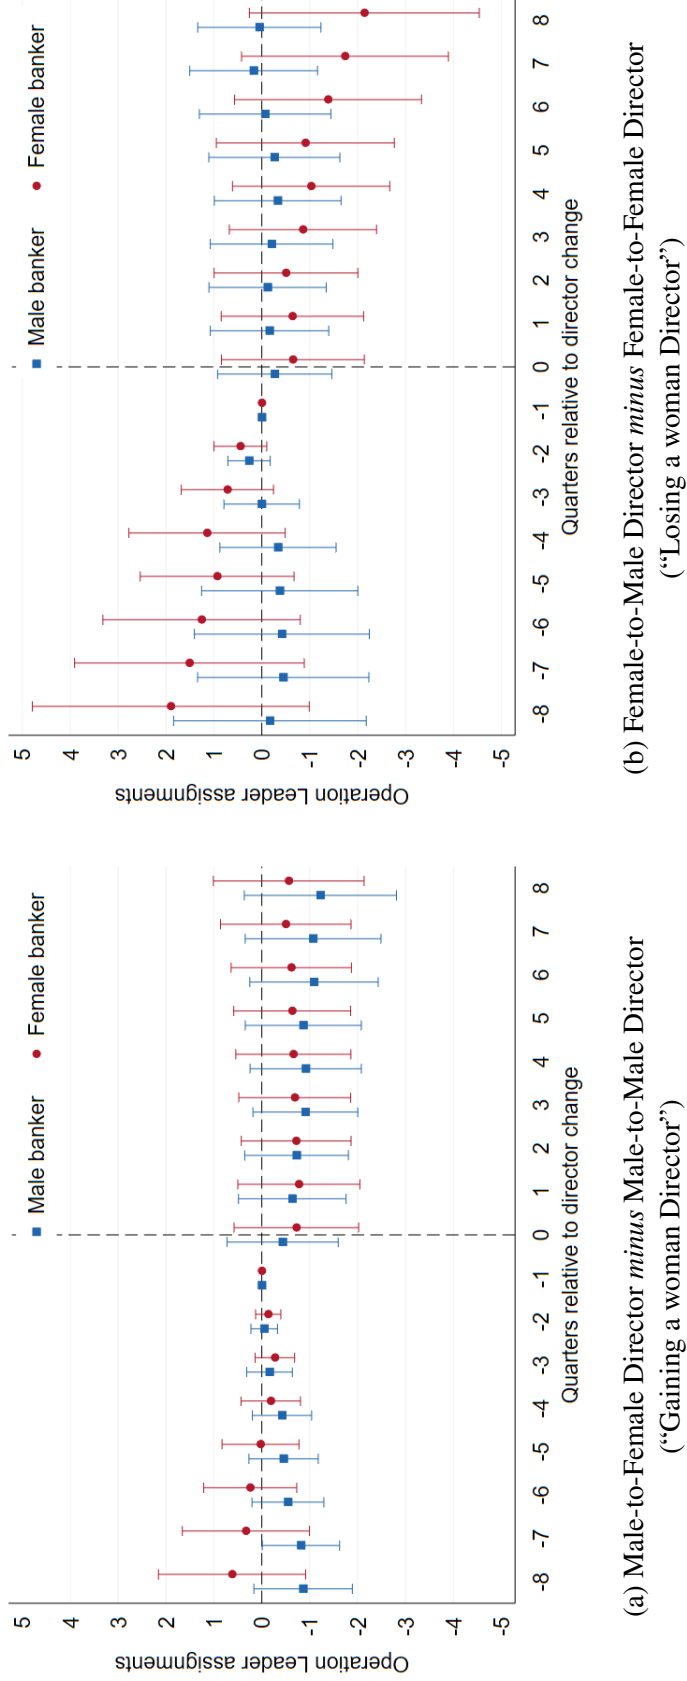 Male banker Female banker
Operation Leader assignments
5
4
3
2
1
0
-1
-2
-3
-4
-5
-8 -7 -6 -5 -4 -3 -2 -1 0 1 2 3 4 5 6 7 8
Quarters relative to director change
(a) Male-to-Female Director minus Male-to-Male Director
(“Gaining a woman Director”)
Male banker Female banker
Operation Leader assignments
5
4
3
2
1
0
-1
-2
-3
-4
-5
-8 -7 -6 -5 -4 -3 -2 -1 0 1 2 3 4 5 6 7 8
Quarters relative to director change
(b) Female-to-Male Director minus Female-to-Female Director
(“Losing a woman Director”)